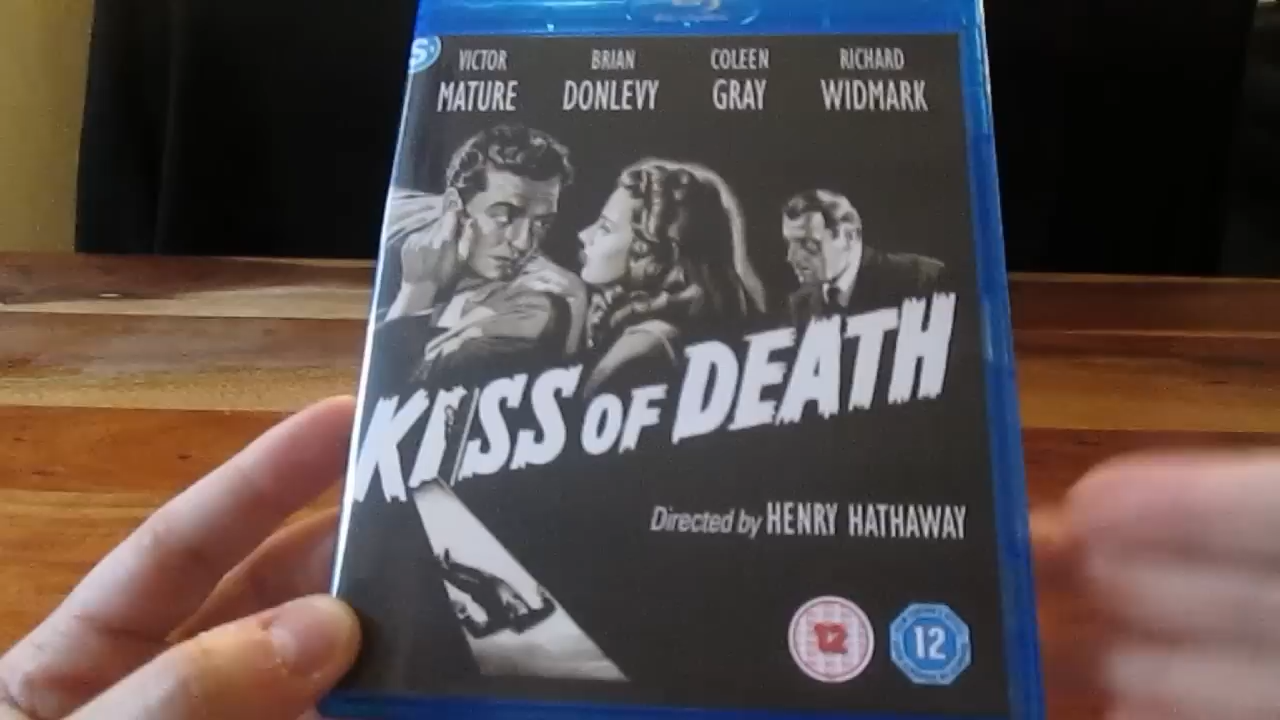 S
VICTOR BRIAN COLEEN RICHARD
MATURE DONLEVY GRAY WIDMARK
KISS OF DEATH
Directed by HENRY HATHAWAY
12 12